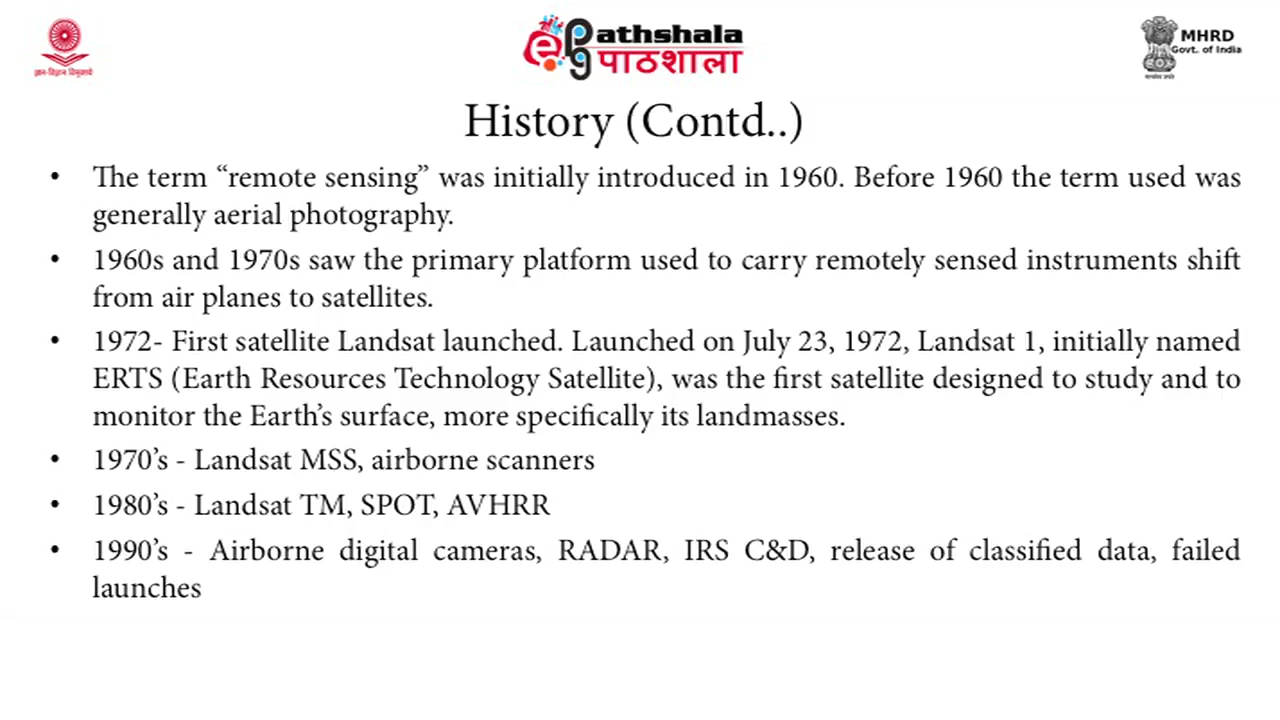 ज्ञान-विज्ञान विमुक्तये
athshala
पाठशाला
MHRD
Govt. of India
सत्यमेव जयते
History (Contd..)
• The term “remote sensing” was initially introduced in 1960. Before 1960 the term used was
generally aerial photography.
• 1960s and 1970s saw the primary platform used to carry remotely sensed instruments shift
from air planes to satellites.
• 1972- First satellite Landsat launched. Launched on July 23, 1972, Landsat 1, initially named
ERTS (Earth Resources Technology Satellite), was the first satellite designed to study and to
monitor the Earth’s surface, more specifically its landmasses.
• 1970’s - Landsat MSS, airborne scanners
• 1980’s - Landsat TM, SPOT, AVHRR
• 1990’s - Airborne digital cameras, RADAR, IRS C&D, release of classified data, failed
launches